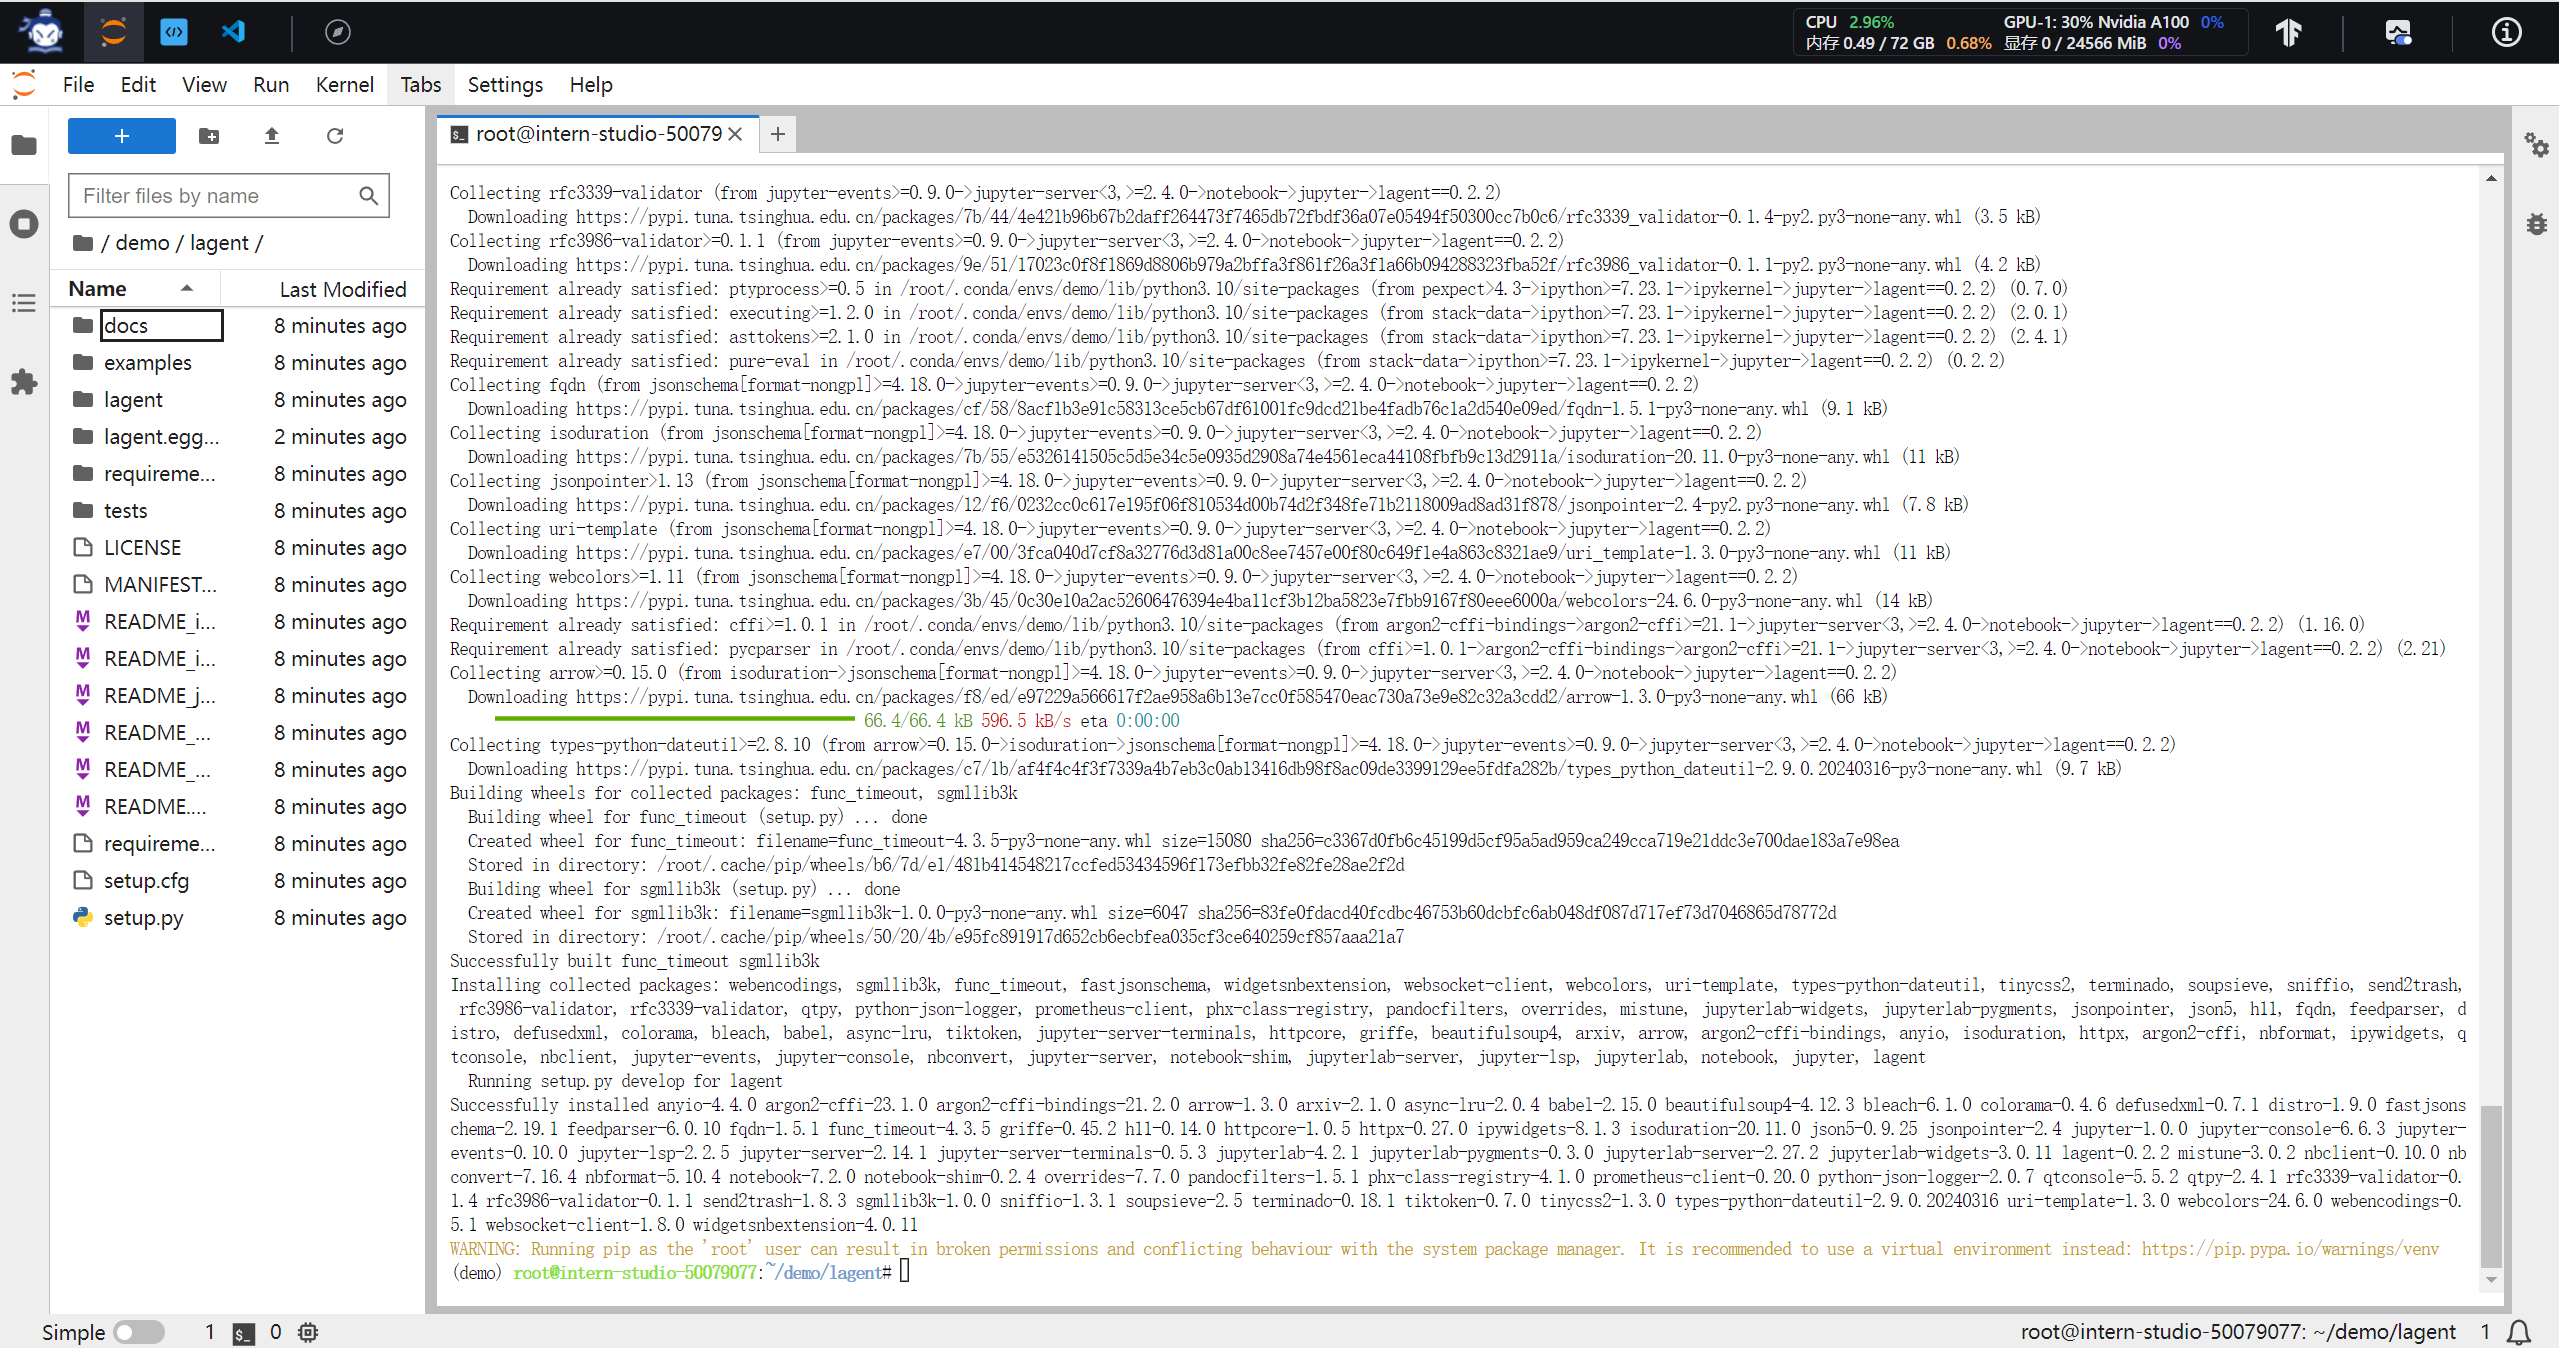 CPU 2.96% GPU-1: 30% Nvidia A100 0%
内存 0.49 / 72 GB 0.68% 显存 0 / 24566 MiB 0%
File Edit View Run Kernel Tabs Settings Help
root@intern-studio-50079
Filter files by name
/ demo / lagent /
Name Last Modified
docs 8 minutes ago
examples 8 minutes ago
lagent 8 minutes ago
lagent.egg... 2 minutes ago
requireme... 8 minutes ago
tests 8 minutes ago
LICENSE 8 minutes ago
MANIFEST... 8 minutes ago
README_i... 8 minutes ago
README_i... 8 minutes ago
README_j... 8 minutes ago
README_... 8 minutes ago
README_... 8 minutes ago
README.... 8 minutes ago
requireme... 8 minutes ago
setup.cfg 8 minutes ago
setup.py 8 minutes ago
Collecting rfc3339-validator (from jupyter-events>=0.9.0->jupyter-server<3,>=2.4.0->notebook->jupyter->lagent==0.2.2)
Downloading https://pypi.tuna.tsinghua.edu.cn/packages/7b/44/4e421b96b67b2daff264473f7465db72fbdf36a07e05494f50300cc7b0c6/rfc3339_validator-0.1.4-py2.py3-none-any.whl (3.5 kB)
Collecting rfc3986-validator>=0.1.1 (from jupyter-events>=0.9.0->jupyter-server<3,>=2.4.0->notebook->jupyter->lagent==0.2.2)
Downloading https://pypi.tuna.tsinghua.edu.cn/packages/9e/51/17023c0f8f1869d8806b979a2bffa3f861f26a3f1a66b094288323fba52f/rfc3986_validator-0.1.1-py2.py3-none-any.whl (4.2 kB)
Requirement already satisfied: ptyprocess>=0.5 in /root/.conda/envs/demo/lib/python3.10/site-packages (from pexpect>4.3->ipython>=7.23.1->ipykernel->jupyter->lagent==0.2.2) (0.7.0)
Requirement already satisfied: executing>=1.2.0 in /root/.conda/envs/demo/lib/python3.10/site-packages (from stack-data->ipython>=7.23.1->ipykernel->jupyter->lagent==0.2.2) (2.0.1)
Requirement already satisfied: asttokens>=2.1.0 in /root/.conda/envs/demo/lib/python3.10/site-packages (from stack-data->ipython>=7.23.1->ipykernel->jupyter->lagent==0.2.2) (2.4.1)
Requirement already satisfied: pure-eval in /root/.conda/envs/demo/lib/python3.10/site-packages (from stack-data->ipython>=7.23.1->ipykernel->jupyter->lagent==0.2.2) (0.2.2)
Collecting fqdn (from jsonschema[format-nongpl]>=4.18.0->jupyter-events>=0.9.0->jupyter-server<3,>=2.4.0->notebook->jupyter->lagent==0.2.2)
Downloading https://pypi.tuna.tsinghua.edu.cn/packages/cf/58/8acf1b3e91c58313ce5cb67df61001fc9dcd21be4fadb76c1a2d540e09ed/fqdn-1.5.1-py3-none-any.whl (9.1 kB)
Collecting isoduration (from jsonschema[format-nongpl]>=4.18.0->jupyter-events>=0.9.0->jupyter-server<3,>=2.4.0->notebook->jupyter->lagent==0.2.2)
Downloading https://pypi.tuna.tsinghua.edu.cn/packages/7b/55/e5326141505c5d5e34c5e0935d2908a74e4561eca44108fbfb9c13d2911a/isoduration-20.11.0-py3-none-any.whl (11 kB)
Collecting jsonpointer>1.13 (from jsonschema[format-nongpl]>=4.18.0->jupyter-events>=0.9.0->jupyter-server<3,>=2.4.0->notebook->jupyter->lagent==0.2.2)
Downloading https://pypi.tuna.tsinghua.edu.cn/packages/12/f6/0232cc0c617e195f06f810534d00b74d2f348fe71b2118009ad8ad31f878/jsonpointer-2.4-py2.py3-none-any.whl (7.8 kB)
Collecting uri-template (from jsonschema[format-nongpl]>=4.18.0->jupyter-events>=0.9.0->jupyter-server<3,>=2.4.0->notebook->jupyter->lagent==0.2.2)
Downloading https://pypi.tuna.tsinghua.edu.cn/packages/e7/00/3fca040d7cf8a32776d3d81a00c8ee7457e00f80c649f1e4a863c8321ae9/uri_template-1.3.0-py3-none-any.whl (11 kB)
Collecting webcolors>=1.11 (from jsonschema[format-nongpl]>=4.18.0->jupyter-events>=0.9.0->jupyter-server<3,>=2.4.0->notebook->jupyter->lagent==0.2.2)
Downloading https://pypi.tuna.tsinghua.edu.cn/packages/3b/45/0c30e10a2ac52606476394e4ba11cf3b12ba5823e7fbb9167f80eee6000a/webcolors-24.6.0-py3-none-any.whl (14 kB)
Requirement already satisfied: cffi>=1.0.1 in /root/.conda/envs/demo/lib/python3.10/site-packages (from argon2-cffi-bindings->argon2-cffi>=21.1->jupyter-server<3,>=2.4.0->notebook->jupyter->lagent==0.2.2) (1.16.0)
Requirement already satisfied: pycparser in /root/.conda/envs/demo/lib/python3.10/site-packages (from cffi>=1.0.1->argon2-cffi-bindings->argon2-cffi>=21.1->jupyter-server<3,>=2.4.0->notebook->jupyter->lagent==0.2.2) (2.21)
Collecting arrow>=0.15.0 (from isoduration->jsonschema[format-nongpl]>=4.18.0->jupyter-events>=0.9.0->jupyter-server<3,>=2.4.0->notebook->jupyter->lagent==0.2.2)
Downloading https://pypi.tuna.tsinghua.edu.cn/packages/f8/ed/e97229a566617f2ae958a6b13e7cc0f585470eac730a73e9e82c32a3cdd2/arrow-1.3.0-py3-none-any.whl (66 kB)
66.4/66.4 kB 596.5 kB/s eta 0:00:00
Collecting types-python-dateutil>=2.8.10 (from arrow>=0.15.0->isoduration->jsonschema[format-nongpl]>=4.18.0->jupyter-events>=0.9.0->jupyter-server<3,>=2.4.0->notebook->jupyter->lagent==0.2.2)
Downloading https://pypi.tuna.tsinghua.edu.cn/packages/c7/1b/af4f4c4f3f7339a4b7eb3c0ab13416db98f8ac09de3399129ee5fdfa282b/types_python_dateutil-2.9.0.20240316-py3-none-any.whl (9.7 kB)
Building wheels for collected packages: func_timeout, sgmllib3k
Building wheel for func_timeout (setup.py) ... done
Created wheel for func_timeout: filename=func_timeout-4.3.5-py3-none-any.whl size=15080 sha256=c3367d0fb6c45199d5cf95a5ad959ca249cca719e21ddc3e700dae183a7e98ea
Stored in directory: /root/.cache/pip/wheels/b6/7d/e1/481b414548217ccfed53434596f173efbb32fe82fe28ae2f2d
Building wheel for sgmllib3k (setup.py) ... done
Created wheel for sgmllib3k: filename=sgmllib3k-1.0.0-py3-none-any.whl size=6047 sha256=83fe0fdacd40fcdbc46753b60dcbfc6ab048df087d717ef73d7046865d78772d
Stored in directory: /root/.cache/pip/wheels/50/20/4b/e95fc891917d652cb6ecbfea035cf3ce640259cf857aaa21a7
Successfully built func_timeout sgmllib3k
Installing collected packages: webencodings, sgmllib3k, func_timeout, fastjsonschema, widgetsnbextension, websocket-client, webcolors, uri-template, types-python-dateutil, tinycss2, terminado, soupsieve, sniffio, send2trash,
rfc3986-validator, rfc3339-validator, qtpy, python-json-logger, prometheus-client, phx-class-registry, pandocfilters, overrides, mistune, jupyterlab-widgets, jupyterlab-pygments, jsonpointer, json5, h11, fqdn, feedparser, d
istro, defusedxml, colorama, bleach, babel, async-lru, tiktoken, jupyter-server-terminals, httpcore, griffe, beautifulsoup4, arxiv, arrow, argon2-cffi-bindings, anyio, isoduration, httpx, argon2-cffi, nbformat, ipywidgets, q
tconsole, nbclient, jupyter-events, jupyter-console, nbconvert, jupyter-server, notebook-shim, jupyterlab-server, jupyter-lsp, jupyterlab, notebook, jupyter, lagent
Running setup.py develop for lagent
Successfully installed anyio-4.4.0 argon2-cffi-23.1.0 argon2-cffi-bindings-21.2.0 arrow-1.3.0 arxiv-2.1.0 async-lru-2.0.4 babel-2.15.0 beautifulsoup4-4.12.3 bleach-6.1.0 colorama-0.4.6 defusedxml-0.7.1 distro-1.9.0 fastjsons
chema-2.19.1 feedparser-6.0.10 fqdn-1.5.1 func_timeout-4.3.5 griffe-0.45.2 h11-0.14.0 httpcore-1.0.5 httpx-0.27.0 ipywidgets-8.1.3 isoduration-20.11.0 json5-0.9.25 jsonpointer-2.4 jupyter-1.0.0 jupyter-console-6.6.3 jupyter-
events-0.10.0 jupyter-lsp-2.2.5 jupyter-server-2.14.1 jupyter-server-terminals-0.5.3 jupyterlab-4.2.1 jupyterlab-pygments-0.3.0 jupyterlab-server-2.27.2 jupyterlab-widgets-3.0.11 lagent-0.2.2 mistune-3.0.2 nbclient-0.10.0 nb
convert-7.16.4 nbformat-5.10.4 notebook-7.2.0 notebook-shim-0.2.4 overrides-7.7.0 pandocfilters-1.5.1 phx-class-registry-4.1.0 prometheus-client-0.20.0 python-json-logger-2.0.7 qtconsole-5.5.2 qtpy-2.4.1 rfc3339-validator-0.
1.4 rfc3986-validator-0.1.1 send2trash-1.8.3 sgmllib3k-1.0.0 sniffio-1.3.1 soupsieve-2.5 terminado-0.18.1 tiktoken-0.7.0 tinycss2-1.3.0 types-python-dateutil-2.9.0.20240316 uri-template-1.3.0 webcolors-24.6.0 webencodings-0.
5.1 websocket-client-1.8.0 widgetsnbextension-4.0.11
WARNING: Running pip as the 'root' user can result in broken permissions and conflicting behaviour with the system package manager. It is recommended to use a virtual environment instead: https://pip.pypa.io/warnings/venv
(demo) root@intern-studio-50079077:~/demo/lagent#
Simple 1 0 root@intern-studio-50079077: ~/demo/lagent 1